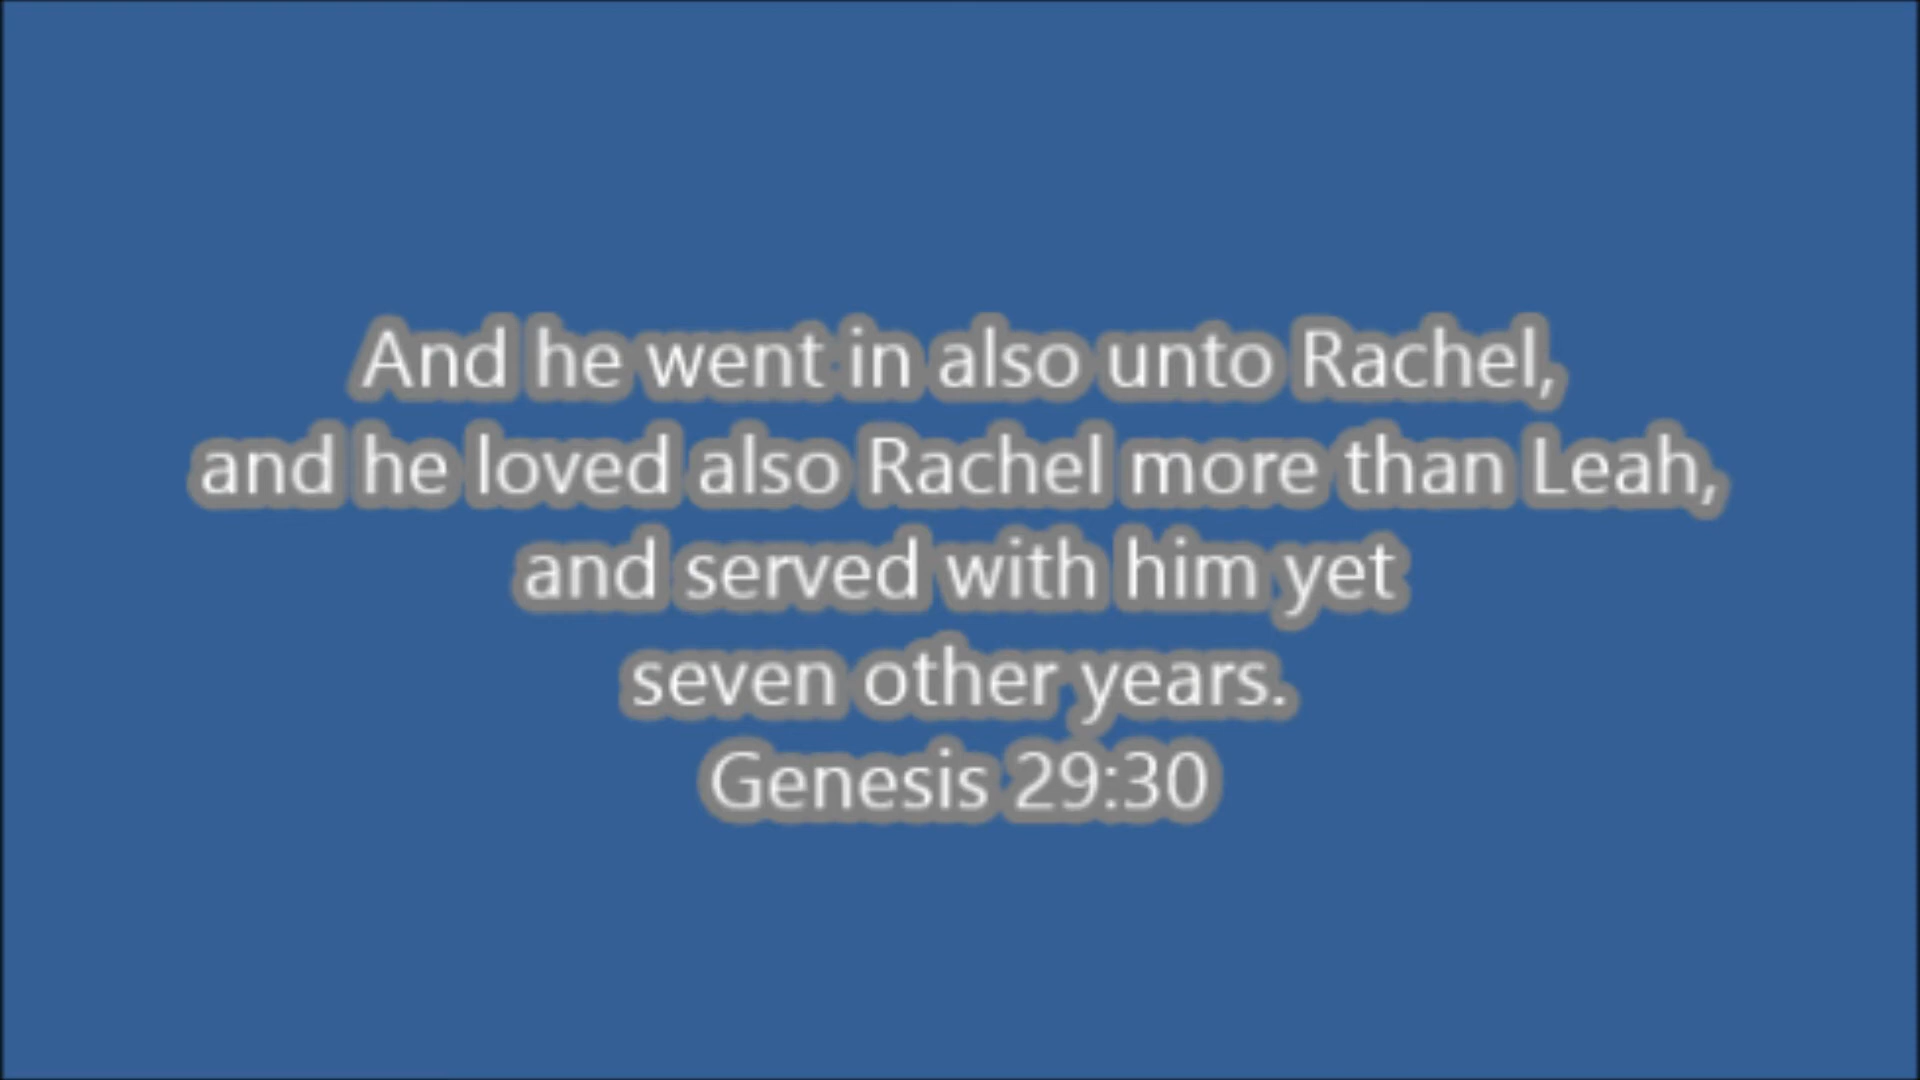 And he went in also unto Rachel,
and he loved also Rachel more than Leah,
and served with him yet
seven other years.
Genesis 29:30